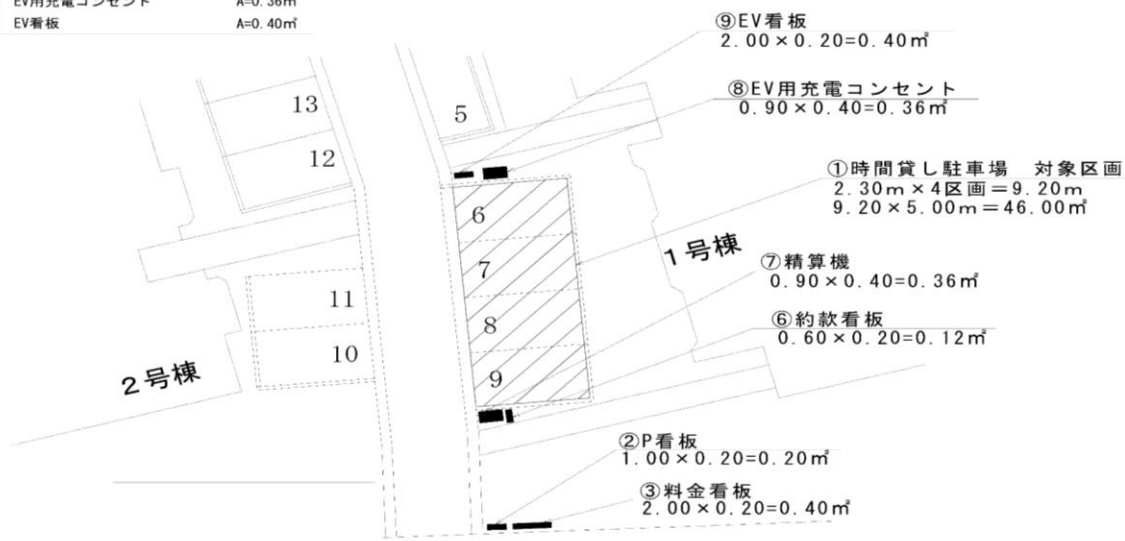 EV用充電コンセント A=0.36㎡
EV看板 A=0.40㎡
⑨EV看板
2.00×0.20=0.40㎡
⑧EV用充電コンセント
0.90×0.40=0.36㎡
①時間貸し駐車場 対象区画
2.30m×4区画=9.20m
9.20×5.00m=46.00㎡
13
12
5
6
7
8
9
11
10
1号棟
2号棟
⑦精算機
0.90×0.40=0.36㎡
⑥約款看板
0.60×0.20=0.12㎡
②P看板
1.00×0.20=0.20㎡
③料金看板
2.00×0.20=0.40㎡